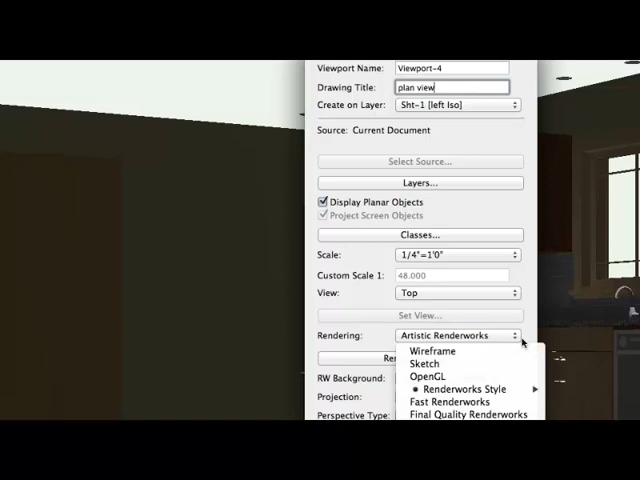 Viewport Name: Viewport-4
Drawing Title: plan view
Create on Layer: Sht-1 [left Iso]
Source: Current Document
Select Source...
Layers...
Display Planar Objects
Project Screen Objects
Classes...
Scale: 1/4"=1'0"
Custom Scale 1: 48.000
View: Top
Set View...
Rendering: Artistic Renderworks
Wireframe
Sketch
OpenGL
Renderworks Style
RW Background:
Fast Renderworks
Projection:
Final Quality Renderworks
Perspective Type: